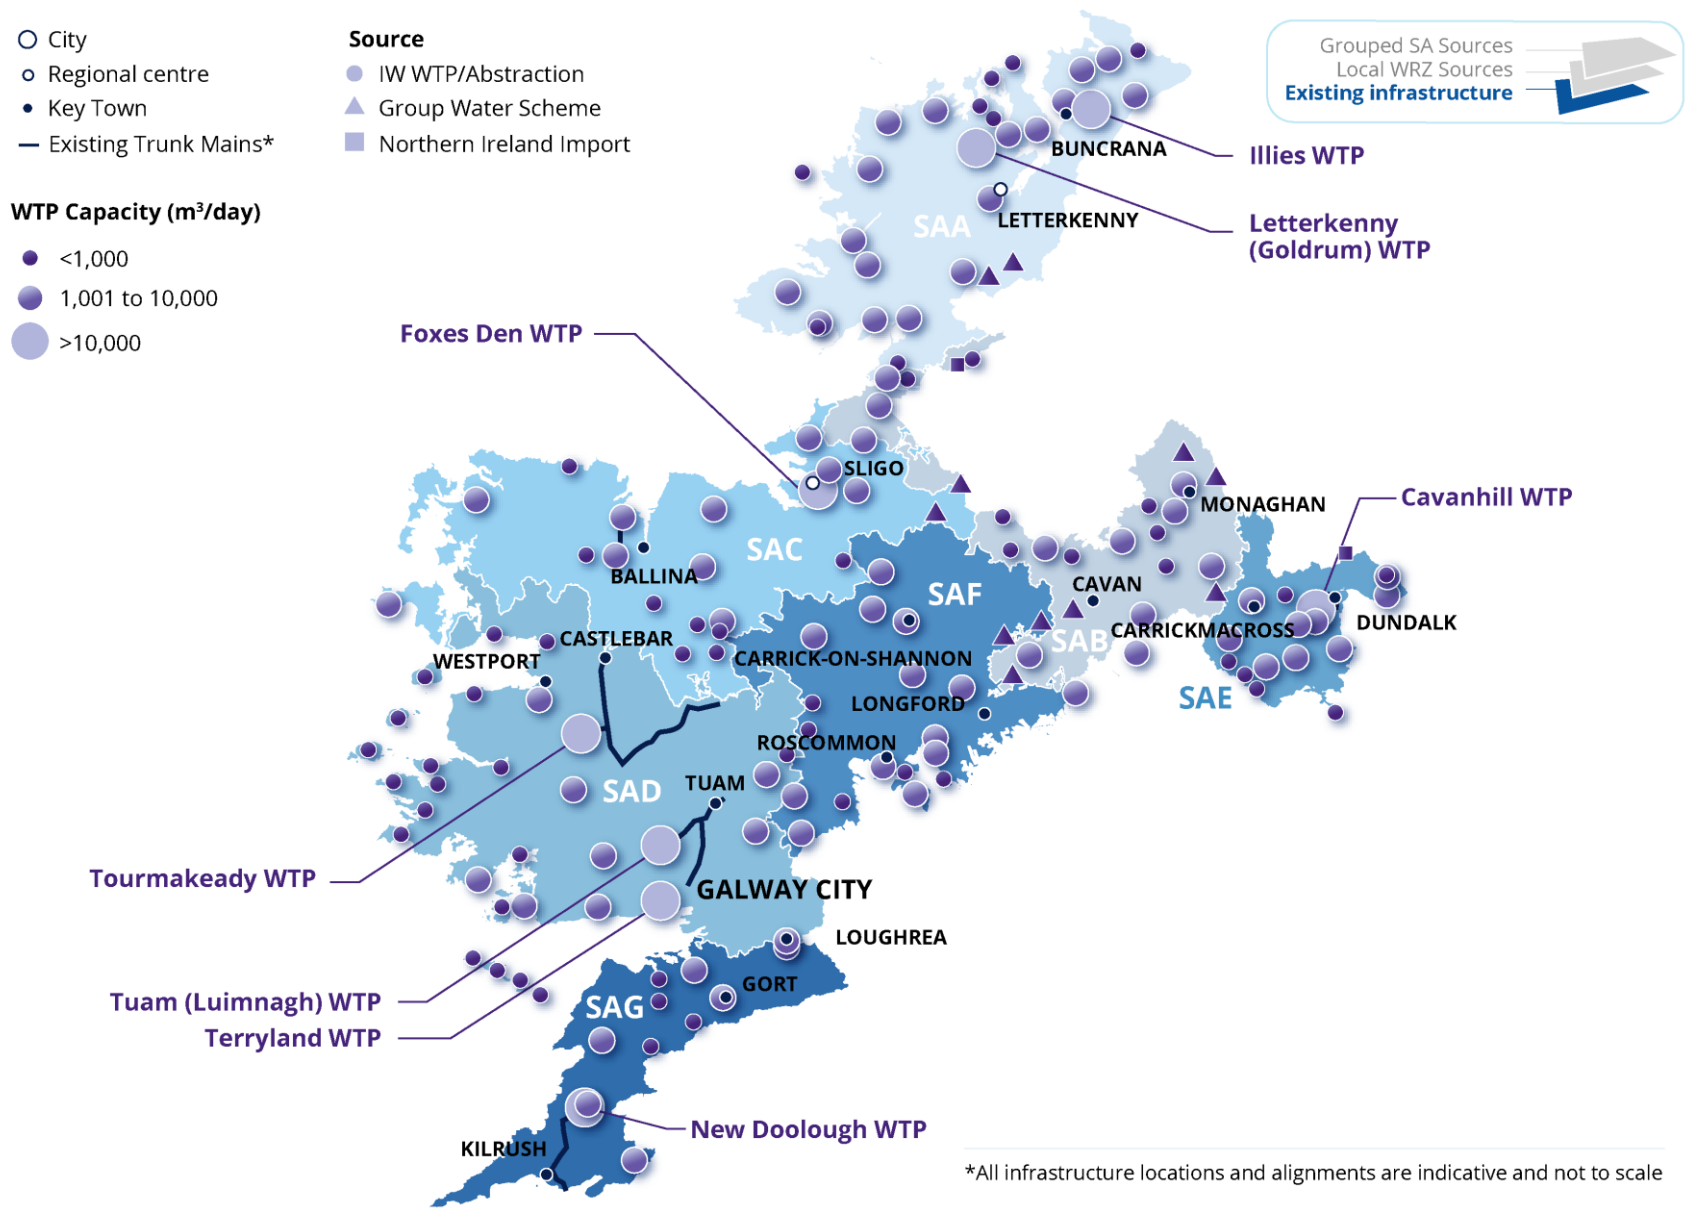 City
Regional centre
Key Town
Existing Trunk Mains*
Source
IW WTP/Abstraction
Group Water Scheme
Northern Ireland Import
WTP Capacity (m³/day)
<1,000
1,001 to 10,000
>10,000
Grouped SA Sources
Local WRZ Sources
Existing infrastructure
BUNCRANA
Illies WTP
LETTERKENNY
Letterkenny
(Goldrum) WTP
SAA
Foxes Den WTP
SLIGO
MONAGHAN
Cavanhill WTP
SAC
BALLINA
SAF
CAVAN
DUNDALK
CARRICKMACROSS
CASTLEBAR
SAB
WESTPORT
CARRICK-ON-SHANNON
SAE
LONGFORD
ROSCOMMON
TUAM
SAD
Tourmakeady WTP
GALWAY CITY
LOUGHREA
GORT
Tuam (Luimnagh) WTP
SAG
Terryland WTP
New Doolough WTP
KILRUSH
*All infrastructure locations and alignments are indicative and not to scale